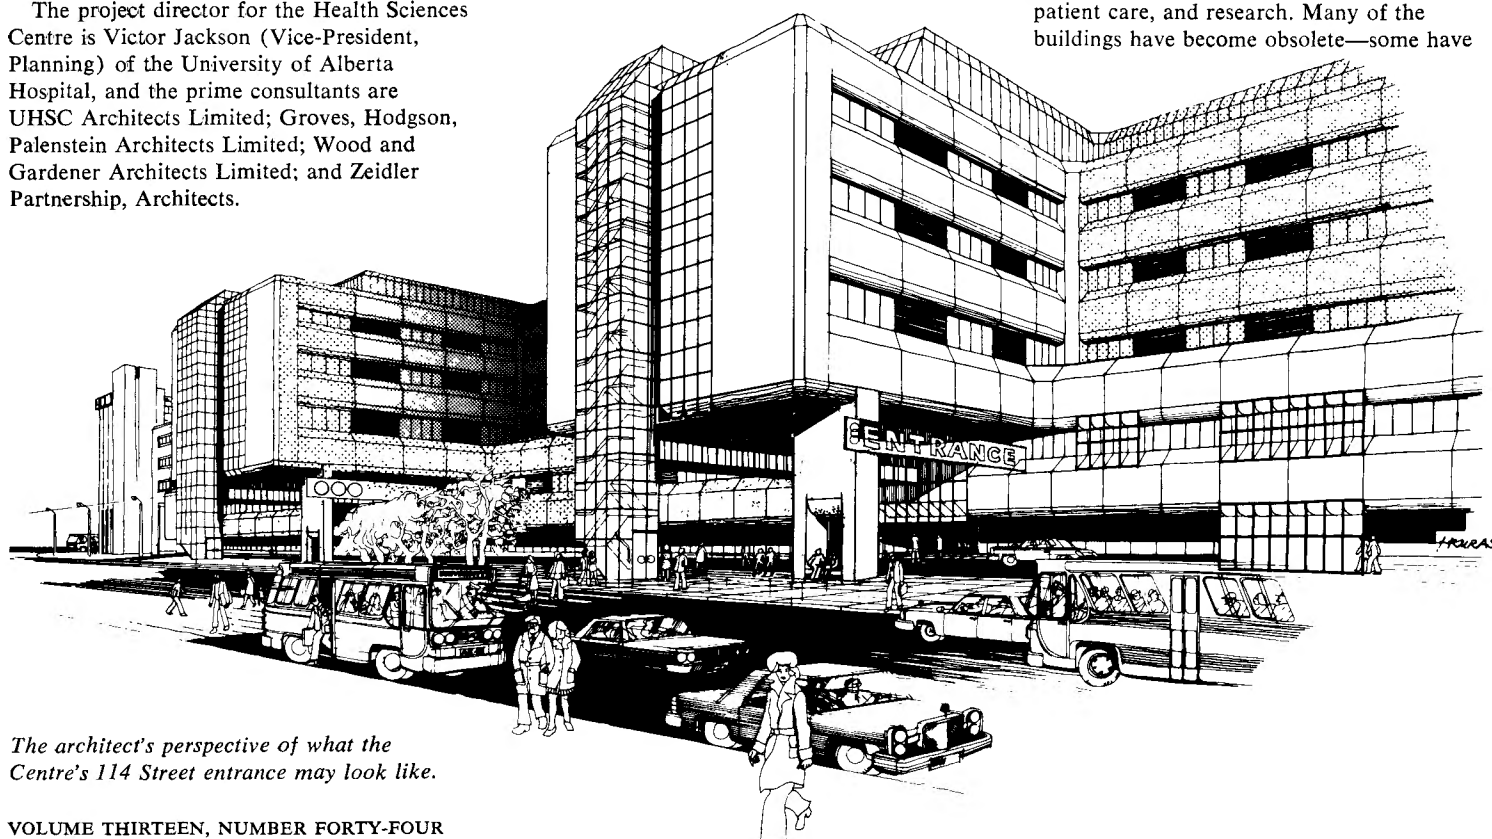 The project director for the Health Sciences
Centre is Victor Jackson (Vice-President,
Planning) of the University of Alberta
Hospital, and the prime consultants are
UHSC Architects Limited; Groves, Hodgson,
Palenstein Architects Limited; Wood and
Gardener Architects Limited; and Zeidler
Partnership, Architects.
patient care, and research. Many of the
buildings have become obsolete—some have
ENTRANCE
The architect's perspective of what the
Centre's 114 Street entrance may look like.
VOLUME THIRTEEN, NUMBER FORTY-FOUR